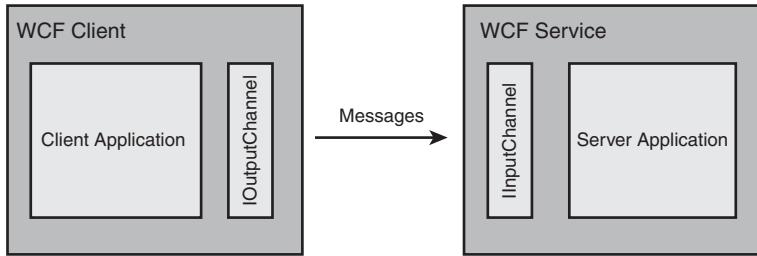 WCF Client
Client Application
IOutputChannel
Messages
WCF Service
IInputChannel
Server Application